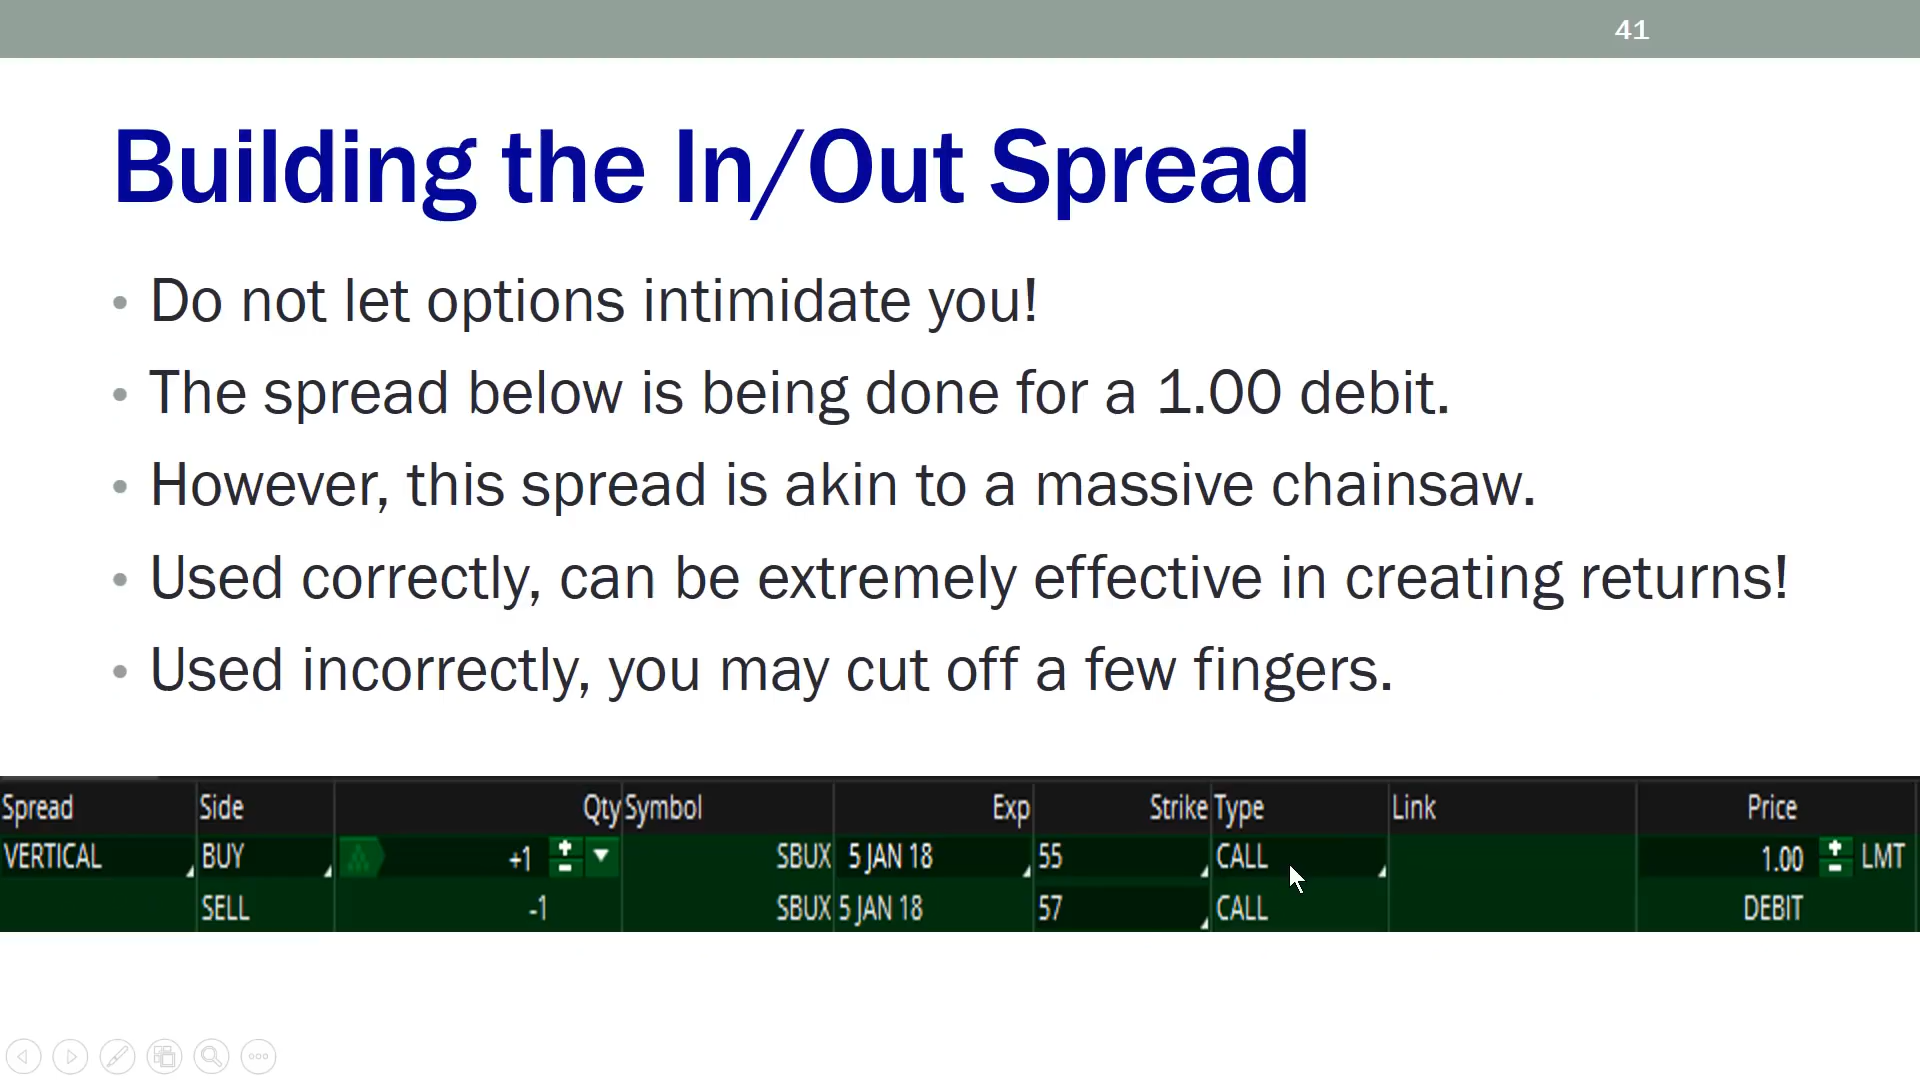 41
Building the In/Out Spread
• Do not let options intimidate you!
• The spread below is being done for a 1.00 debit.
• However, this spread is akin to a massive chainsaw.
• Used correctly, can be extremely effective in creating returns!
• Used incorrectly, you may cut off a few fingers.
Spread Side Qty Symbol Exp Strike Type Link Price
VERTICAL BUY +1 SBUX 5 JAN 18 55 CALL 1.00 LMT
SELL -1 SBUX 5 JAN 18 57 CALL DEBIT